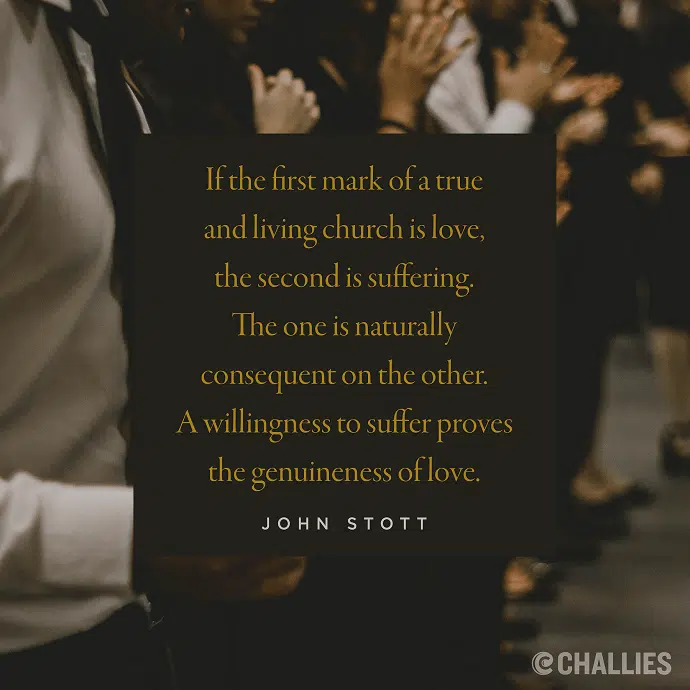 If the first mark of a true
and living church is love,
the second is suffering.
The one is naturally
consequent on the other.
A willingness to suffer proves
the genuineness of love.
JOHN STOTT
@CHALLIES